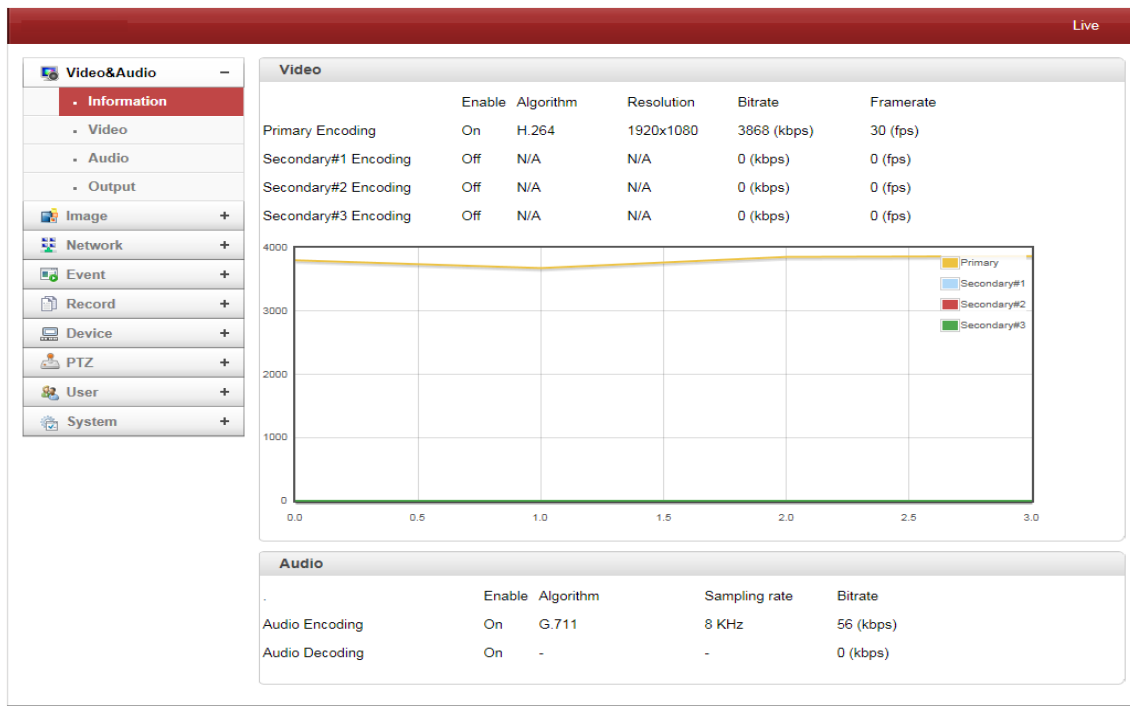 Live
Video&Audio −
Information
Video
Audio
Output
Image +
Network +
Event +
Record +
Device +
PTZ +
User +
System +
Video
Enable Algorithm Resolution Bitrate Framerate
Primary Encoding On H.264 1920x1080 3868 (kbps) 30 (fps)
Secondary#1 Encoding Off N/A N/A 0 (kbps) 0 (fps)
Secondary#2 Encoding Off N/A N/A 0 (kbps) 0 (fps)
Secondary#3 Encoding Off N/A N/A 0 (kbps) 0 (fps)
4000
3000
2000
1000
0
0.0 0.5 1.0 1.5 2.0 2.5 3.0
Primary
Secondary#1
Secondary#2
Secondary#3
Audio
. Enable Algorithm Sampling rate Bitrate
Audio Encoding On G.711 8 KHz 56 (kbps)
Audio Decoding On - - 0 (kbps)